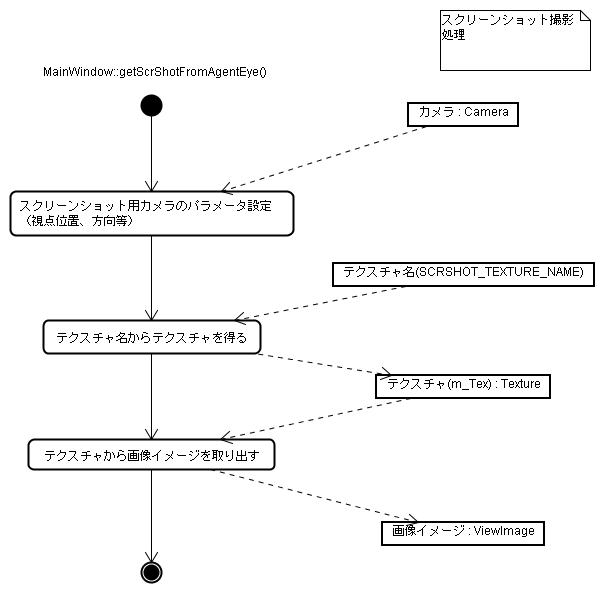 スクリーンショット撮影
処理
MainWindow::getScrShotFromAgentEye()
カメラ : Camera
スクリーンショット用カメラのパラメータ設定
（視点位置、方向等）
テクスチャ名(SCRSHOT_TEXTURE_NAME)
テクスチャ名からテクスチャを得る
テクスチャ(m_Tex) : Texture
テクスチャから画像イメージを取り出す
画像イメージ : ViewImage